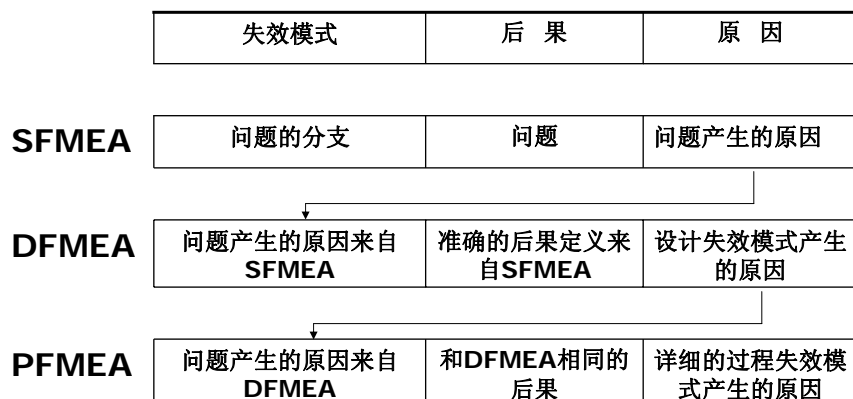 失效模式 后 果 原 因
SFMEA 问题的分支 问题 问题产生的原因
DFMEA 问题产生的原因来自 准确的后果定义来 设计失效模式产生
SFMEA 自SFMEA 的原因
PFMEA 问题产生的原因来自 和DFMEA相同的 详细的过程失效模
DFMEA 后果 式产生的原因